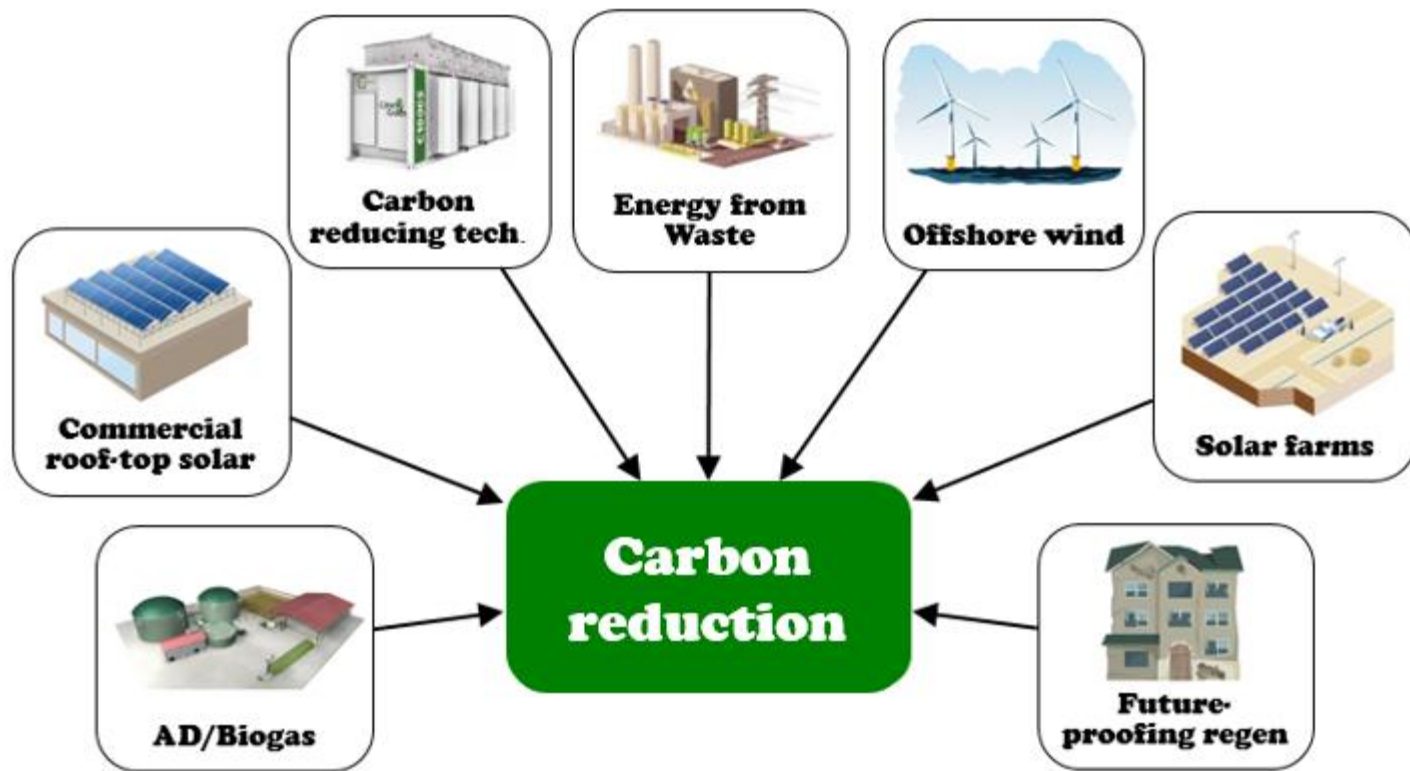 Carbon
reducing tech.
Energy from
Waste
Offshore wind
Commercial
roof-top solar
Solar farms
Carbon
reduction
AD/Biogas
Future-
proofing regen